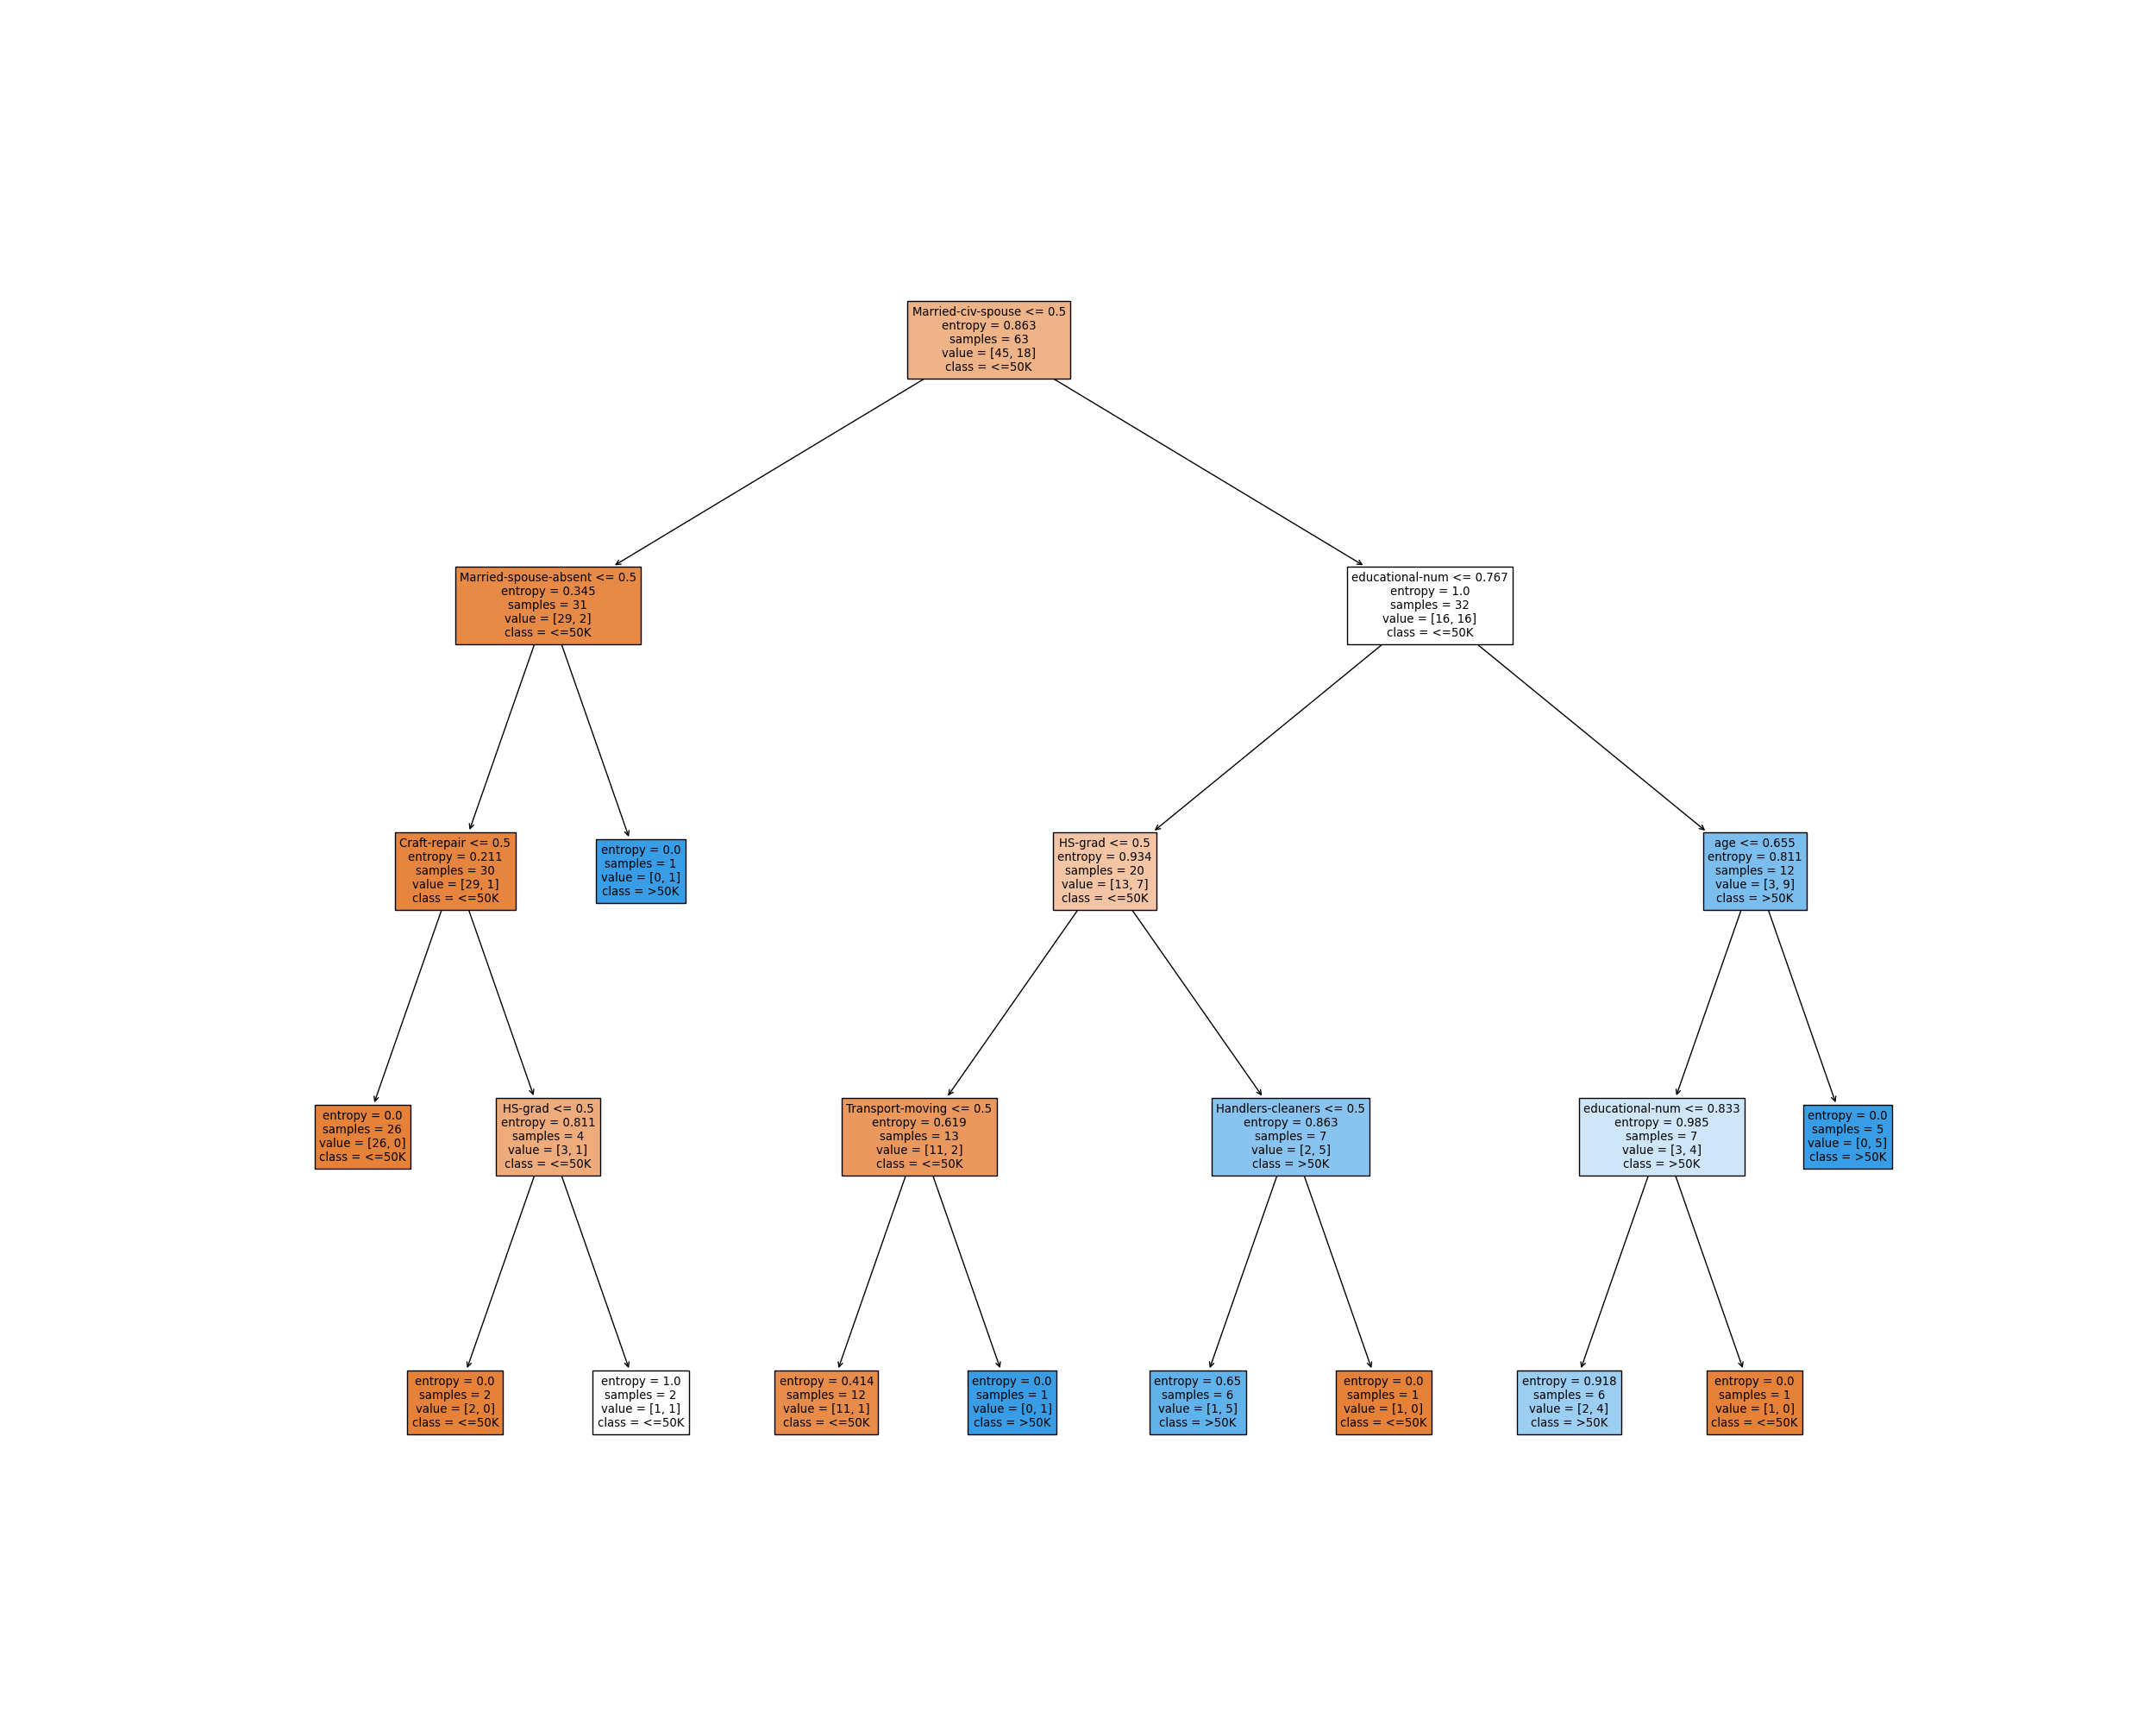 Married-civ-spouse <= 0.5
entropy = 0.863
samples = 63
value = [45, 18]
class = <=50K
Married-spouse-absent <= 0.5
entropy = 0.345
samples = 31
value = [29, 2]
class = <=50K
educational-num <= 0.767
entropy = 1.0
samples = 32
value = [16, 16]
class = <=50K
Craft-repair <= 0.5
entropy = 0.211
samples = 30
value = [29, 1]
class = <=50K
entropy = 0.0
samples = 1
value = [0, 1]
class = >50K
HS-grad <= 0.5
entropy = 0.934
samples = 20
value = [13, 7]
class = <=50K
age <= 0.655
entropy = 0.811
samples = 12
value = [3, 9]
class = >50K
entropy = 0.0
samples = 26
value = [26, 0]
class = <=50K
HS-grad <= 0.5
entropy = 0.811
samples = 4
value = [3, 1]
class = <=50K
Transport-moving <= 0.5
entropy = 0.619
samples = 13
value = [11, 2]
class = <=50K
Handlers-cleaners <= 0.5
entropy = 0.863
samples = 7
value = [2, 5]
class = >50K
educational-num <= 0.833
entropy = 0.985
samples = 7
value = [3, 4]
class = >50K
entropy = 0.0
samples = 5
value = [0, 5]
class = >50K
entropy = 0.0
samples = 2
value = [2, 0]
class = <=50K
entropy = 1.0
samples = 2
value = [1, 1]
class = <=50K
entropy = 0.414
samples = 12
value = [11, 1]
class = <=50K
entropy = 0.0
samples = 1
value = [0, 1]
class = >50K
entropy = 0.65
samples = 6
value = [1, 5]
class = >50K
entropy = 0.0
samples = 1
value = [1, 0]
class = <=50K
entropy = 0.918
samples = 6
value = [2, 4]
class = >50K
entropy = 0.0
samples = 1
value = [1, 0]
class = <=50K